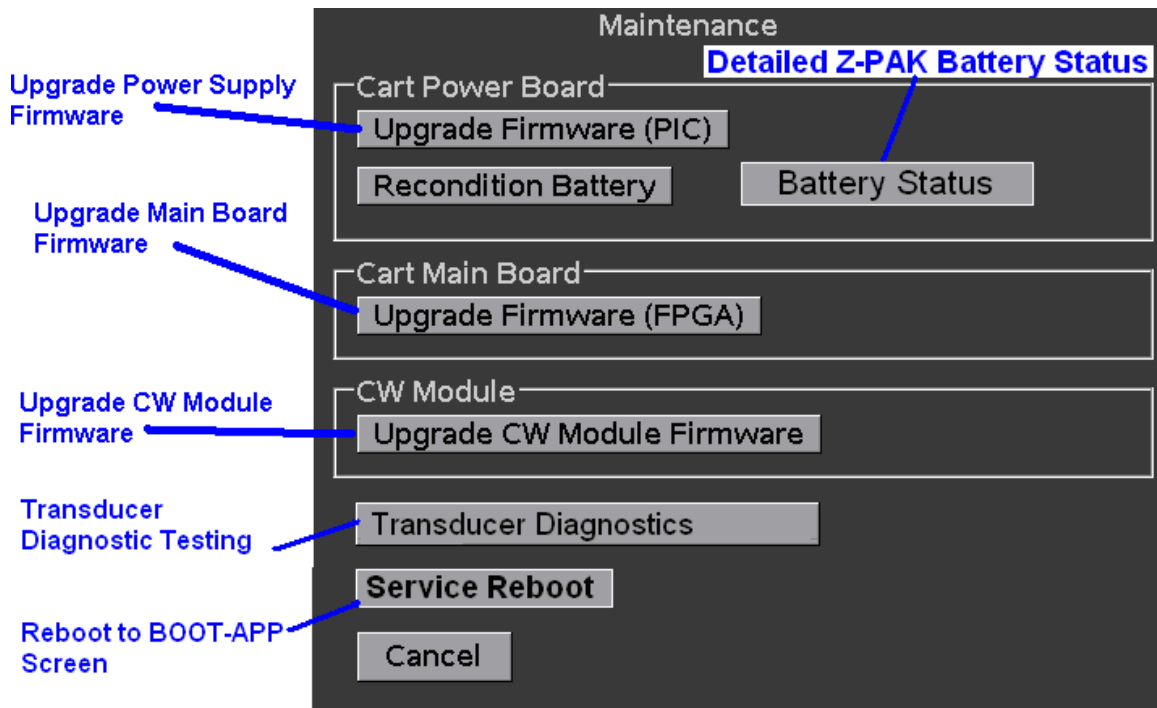 Maintenance
Detailed Z-PAK Battery Status
Upgrade Power Supply
Firmware
Cart Power Board
Upgrade Firmware (PIC)
Recondition Battery
Battery Status
Upgrade Main Board
Firmware
Cart Main Board
Upgrade Firmware (FPGA)
Upgrade CW Module
Firmware
CW Module
Upgrade CW Module Firmware
Transducer
Diagnostic Testing
Transducer Diagnostics
Service Reboot
Reboot to BOOT-APP
Screen
Cancel